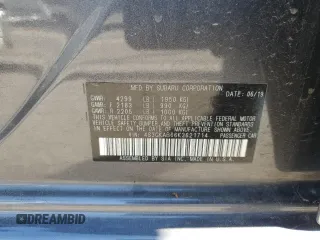 MFD BY SUBARU CORPORATION DATE: 06/19
GVWR: 4299 LB ( 1950 KG)
GAWR: F 2183 LB ( 990 KG)
GAWR: R 2205 LB ( 1000 KG)
THIS VEHICLE CONFORMS TO ALL APPLICABLE FEDERAL MOTOR
VEHICLE SAFETY, BUMPER, AND THEFT PREVENTION STANDARDS
IN EFFECT ON THE DATE OF MANUFACTURE SHOWN ABOVE.
PASSENGER CAR
ASSEMBLED BY S.I.A. INC. MADE IN U.S.A.
DREAMBID